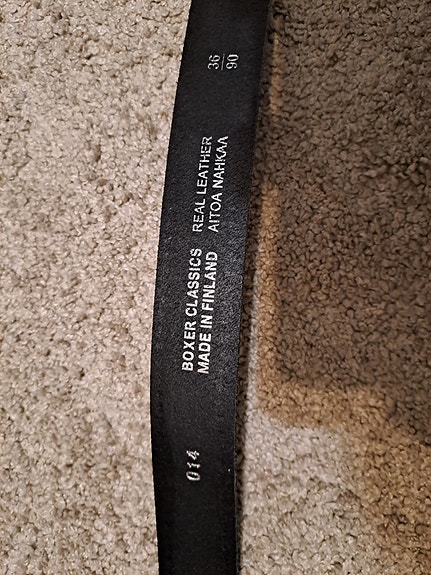 014
BOXER CLASSICS
MADE IN FINLAND
REAL LEATHER
AITOA NAHKAA
36
90